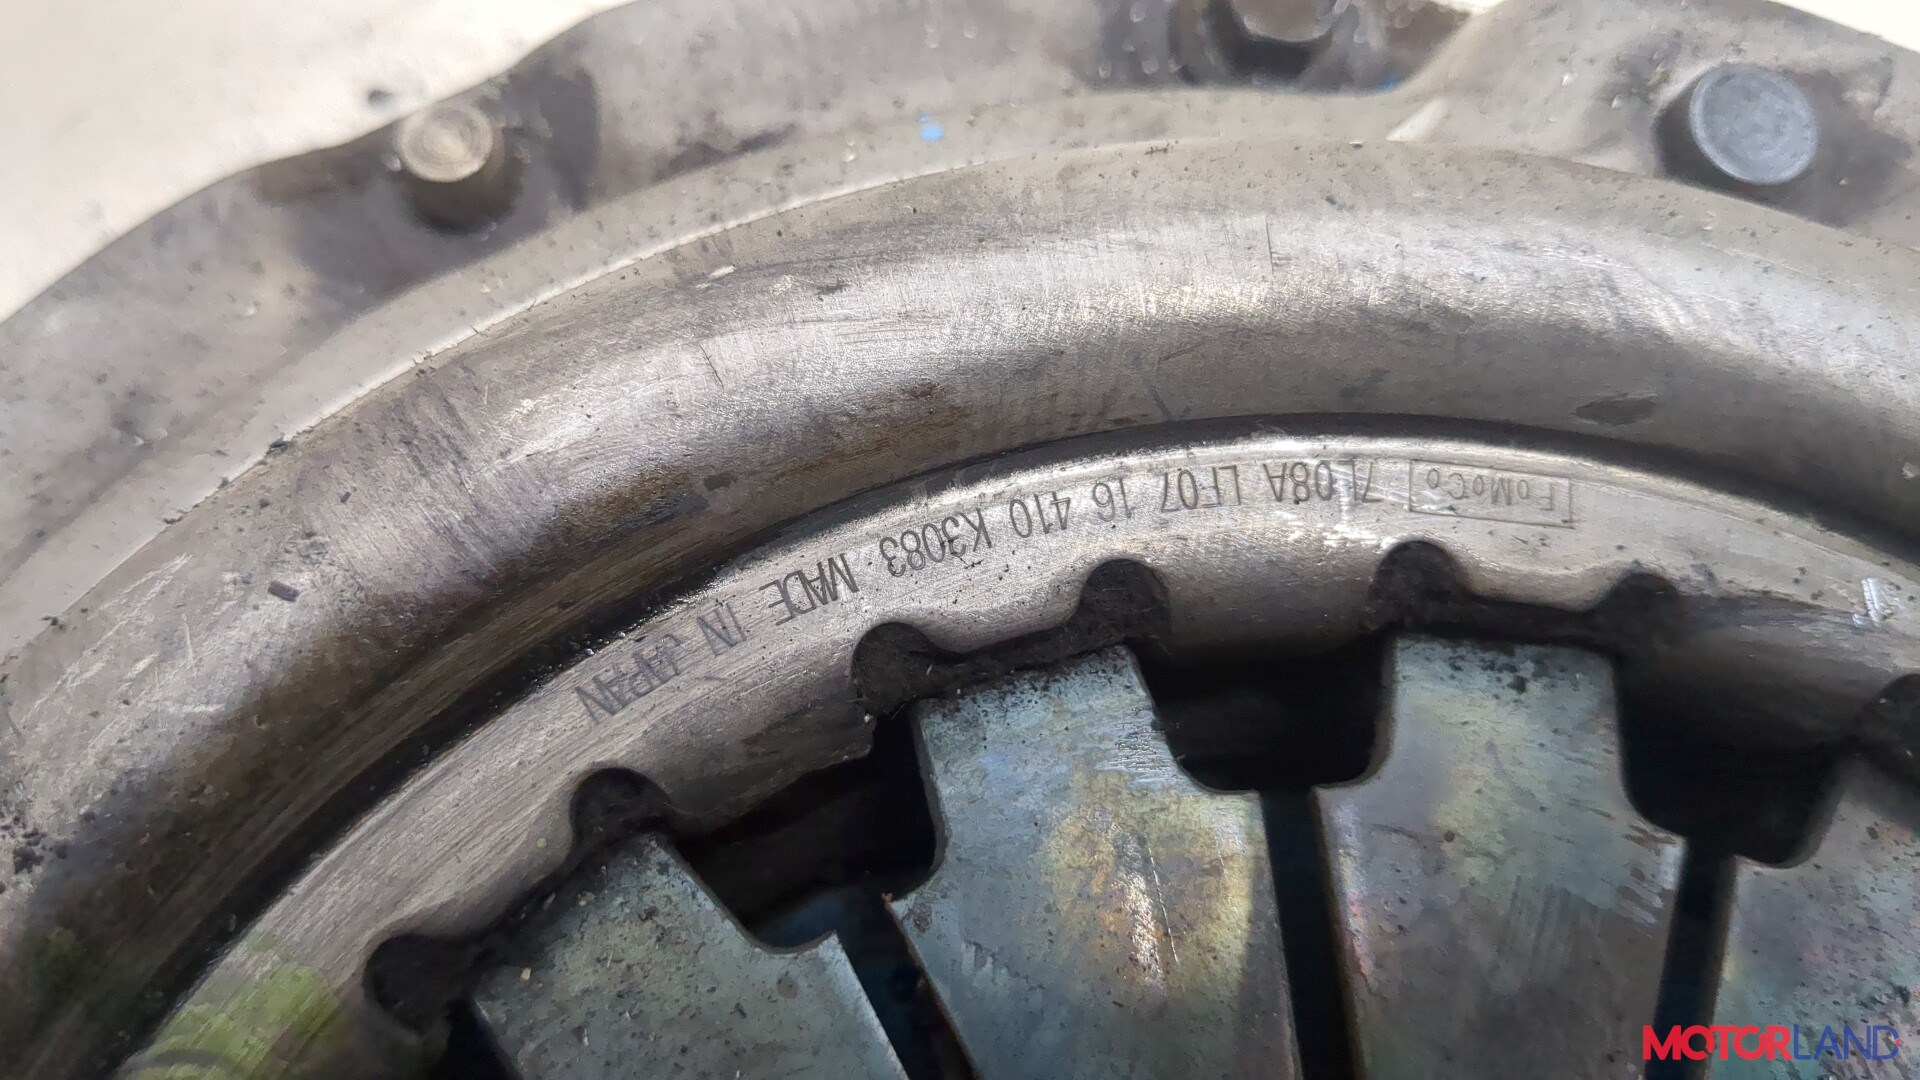 FoMoCo 7L08A LF07 16 410 K3083 MADE IN JAPAN
MOTORLAND